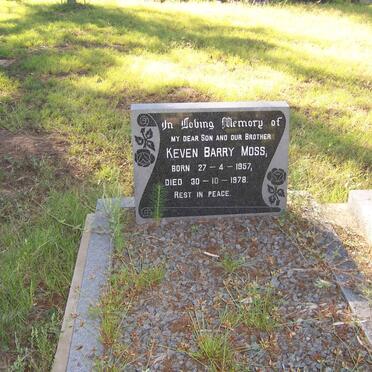 In Loving Memory of
MY DEAR SON AND OUR BROTHER
KEVEN BARRY MOSS,
BORN 27 - 4 - 1957,
DIED 30 - 10 - 1978.
REST IN PEACE.